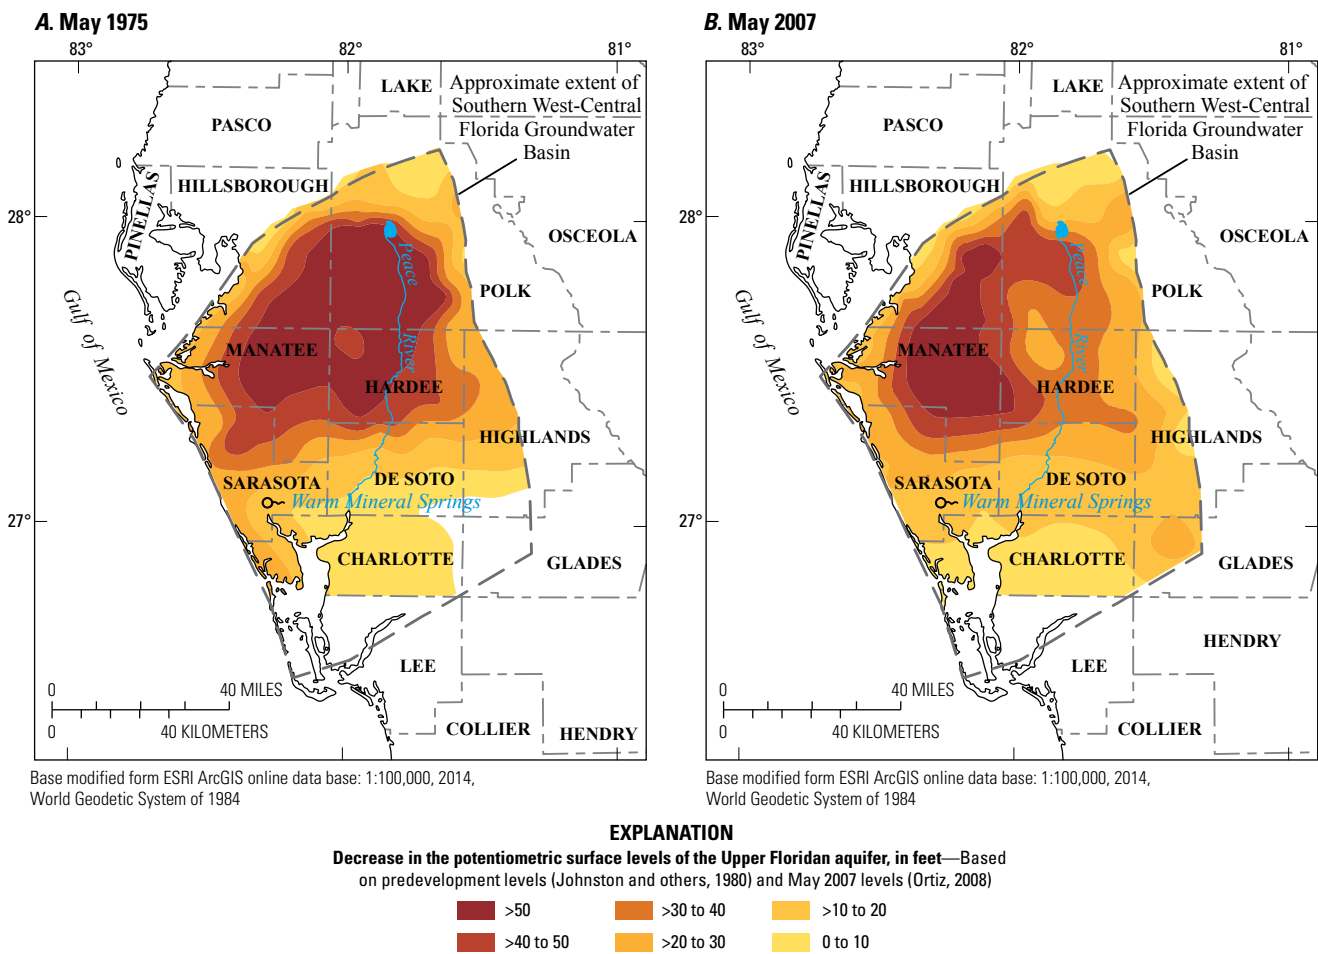 A. May 1975
83°
82°
81°
LAKE
Approximate extent of
Southern West-Central
Florida Groundwater
Basin
PASCO
HILLSBOROUGH
PINELLAS
28°
OSCEOLA
Peace
POLK
Gulf of Mexico
MANATEE
River
HARDEE
HIGHLANDS
SARASOTA
DE SOTO
Warm Mineral Springs
27°
CHARLOTTE
GLADES
LEE
0
40 MILES
0
40 KILOMETERS
COLLIER
HENDRY
Base modified form ESRI ArcGIS online data base: 1:100,000, 2014,
World Geodetic System of 1984
B. May 2007
83°
82°
81°
LAKE
Approximate extent of
Southern West-Central
Florida Groundwater
Basin
PASCO
HILLSBOROUGH
PINELLAS
28°
OSCEOLA
Peace
POLK
Gulf of Mexico
MANATEE
River
HARDEE
HIGHLANDS
SARASOTA
DE SOTO
Warm Mineral Springs
27°
CHARLOTTE
GLADES
HENDRY
LEE
0
40 MILES
0
40 KILOMETERS
COLLIER
Base modified form ESRI ArcGIS online data base: 1:100,000, 2014,
World Geodetic System of 1984
EXPLANATION
Decrease in the potentiometric surface levels of the Upper Floridan aquifer, in feet—Based
on predevelopment levels (Johnston and others, 1980) and May 2007 levels (Ortiz, 2008)
>50
>30 to 40
>10 to 20
>40 to 50
>20 to 30
0 to 10